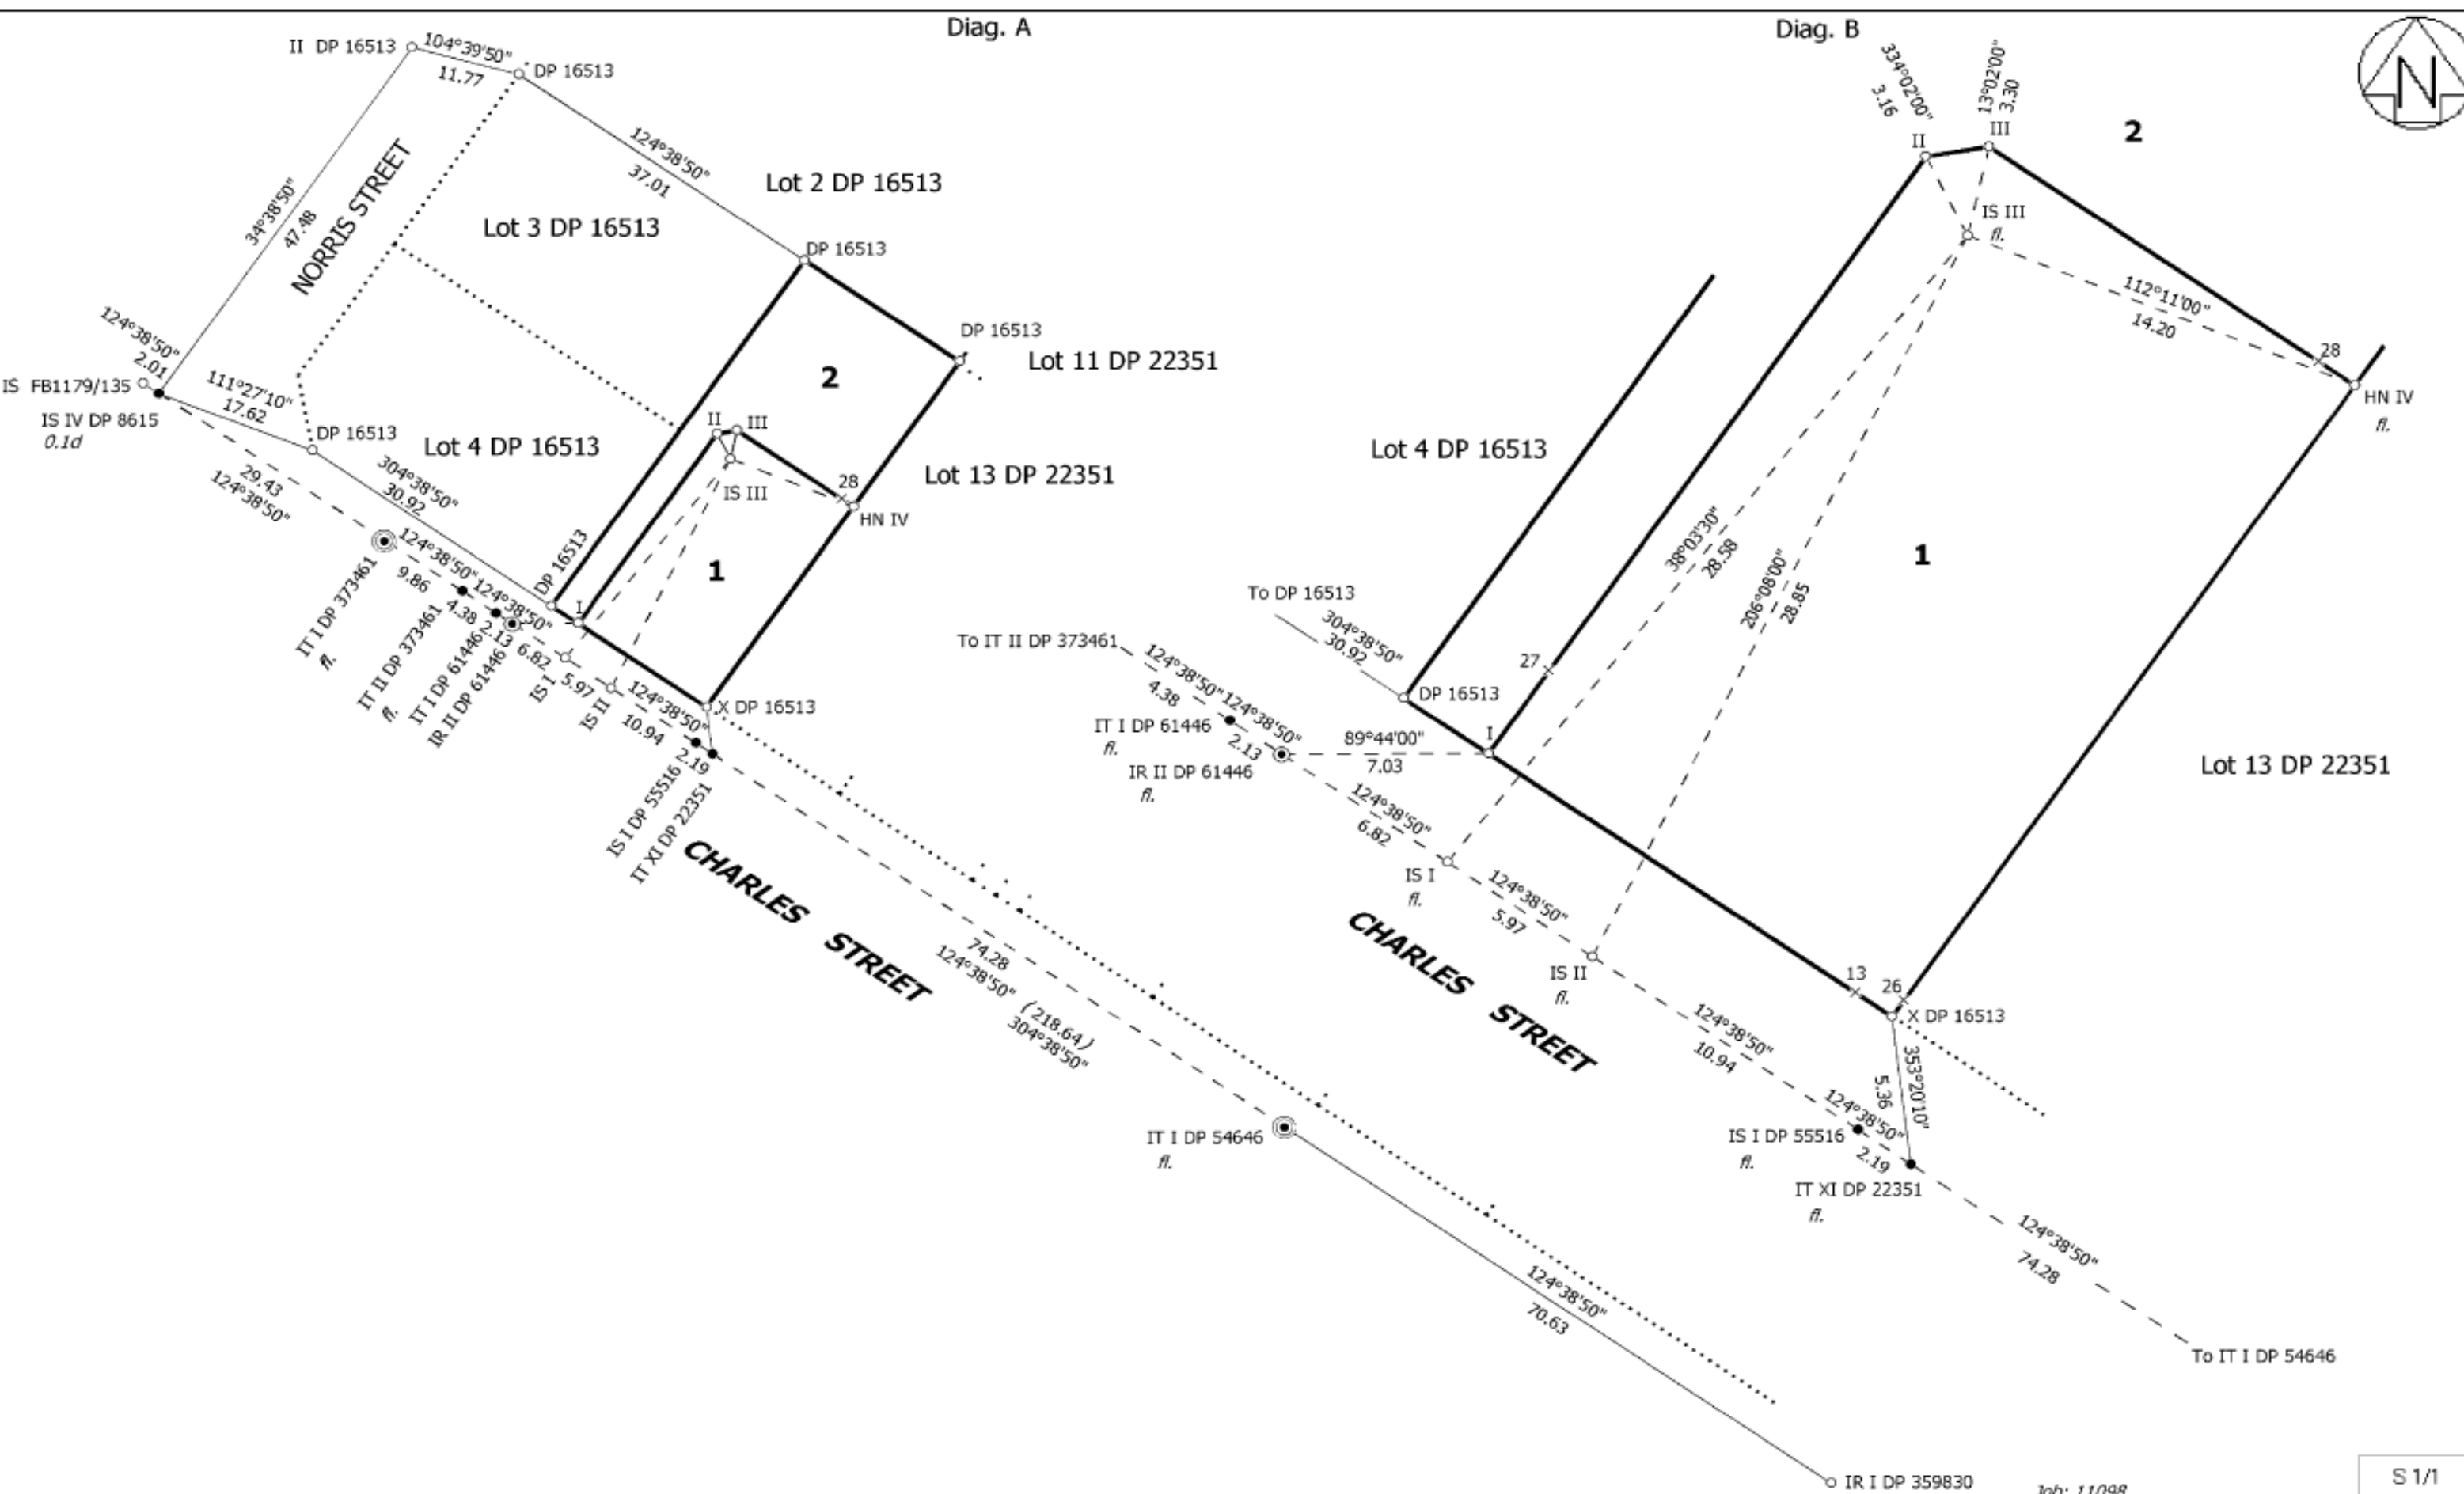 Diag. A
Diag. B
N
II DP 16513
104°39'50"
11.77
DP 16513
124°38'50"
37.01
Lot 2 DP 16513
Lot 3 DP 16513
34°38'50"
47.48
NORRIS STREET
DP 16513
DP 16513
Lot 11 DP 22351
2
124°38'50"
2.01
IS FB1179/135
IS IV DP 8615
0.1d
111°27'10"
17.62
DP 16513
Lot 4 DP 16513
II
III
IS III
28
HN IV
Lot 13 DP 22351
304°38'50"
30.92
29.43
124°38'50"
DP 16513
I
1
124°38'50"
9.86
124°38'50"
4.38
2.13
6.82
5.97
124°38'50"
10.94
2.19
IT I DP 373461
fl.
IT II DP 373461
fl.
IT I DP 61446
IR II DP 61446
IS I
IS II
X DP 16513
IS I DP 55516
IT XI DP 22351
CHARLES STREET
74.28
124°38'50"
(218.64)
304°38'50"
IT I DP 54646
fl.
124°38'50"
70.63
IR I DP 359830
334°02'00"
3.16
13°02'00"
3.30
II
III
2
IS III
fl.
112°11'00"
14.20
28
HN IV
fl.
Lot 4 DP 16513
38°03'30"
28.58
206°08'00"
28.85
1
To DP 16513
304°38'50"
30.92
To IT II DP 373461
124°38'50"
4.38
124°38'50"
2.13
27
DP 16513
I
IT I DP 61446
fl.
IR II DP 61446
fl.
89°44'00"
7.03
Lot 13 DP 22351
124°38'50"
6.82
IS I
fl.
124°38'50"
5.97
CHARLES STREET
IS II
fl.
13
26
X DP 16513
124°38'50"
10.94
353°20'10"
5.36
124°38'50"
2.19
IS I DP 55516
fl.
IT XI DP 22351
fl.
124°38'50"
74.28
To IT I DP 54646
S 1/1
Job: 11098